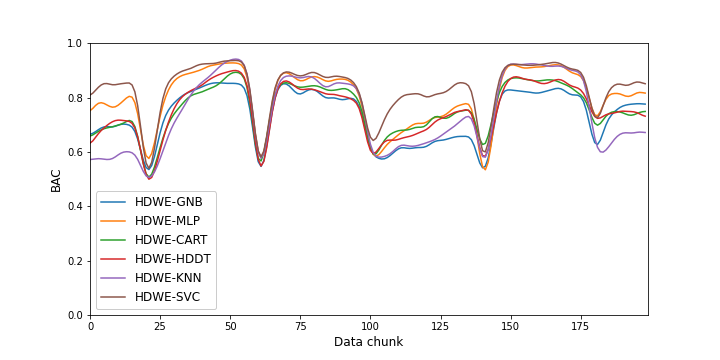 1.0
0.8
0.6
0.4
0.2
0.0
BAC
HDWE-GNB
HDWE-MLP
HDWE-CART
HDWE-HDDT
HDWE-KNN
HDWE-SVC
0 25 50 75 100 125 150 175
Data chunk